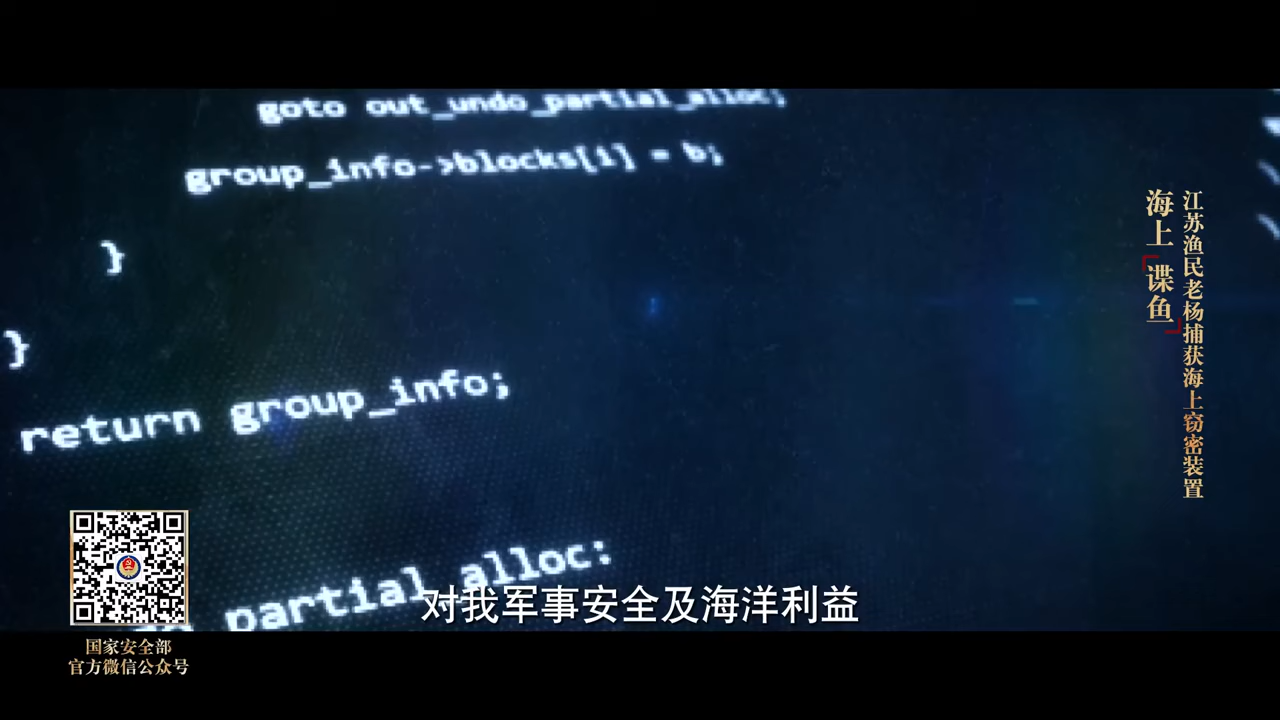 goto out_undo_partial_alloc;
group_info->blocks[i] = b;
}
}
return group_info;
partial_alloc:
对我军事安全及海洋利益
海上「谍鱼」
江苏渔民老杨捕获海上窃密装置
国家安全部
官方微信公众号